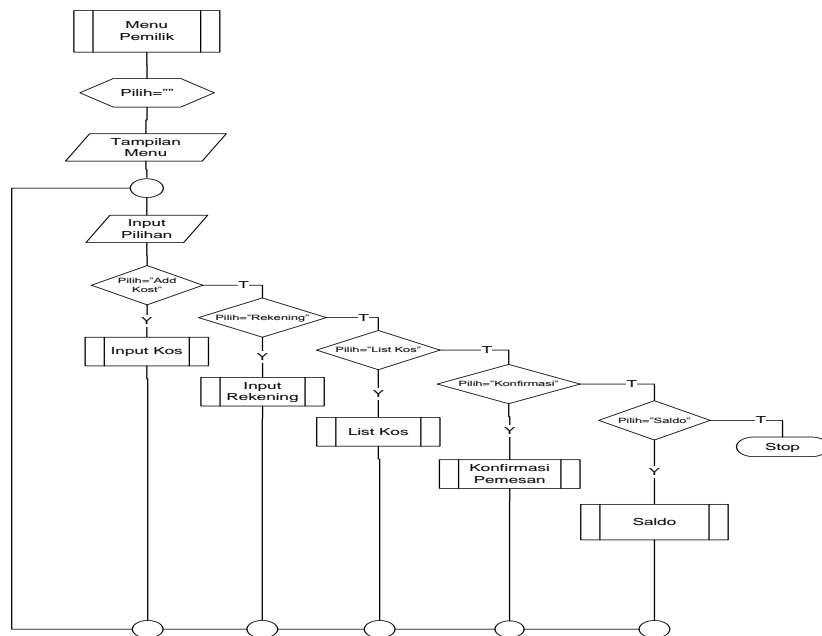 Menu
Pemilik
Pilih=""
Tampilan
Menu
Input
Pilihan
Pilih="Add
Kost"
T
Y
Input Kos
Pilih="Rekening"
T
Y
Input
Rekening
Pilih="List Kos"
T
Y
List Kos
Pilih="Konfirmasi"
T
Y
Konfirmasi
Pemesan
Pilih="Saldo"
T
Stop
Y
Saldo